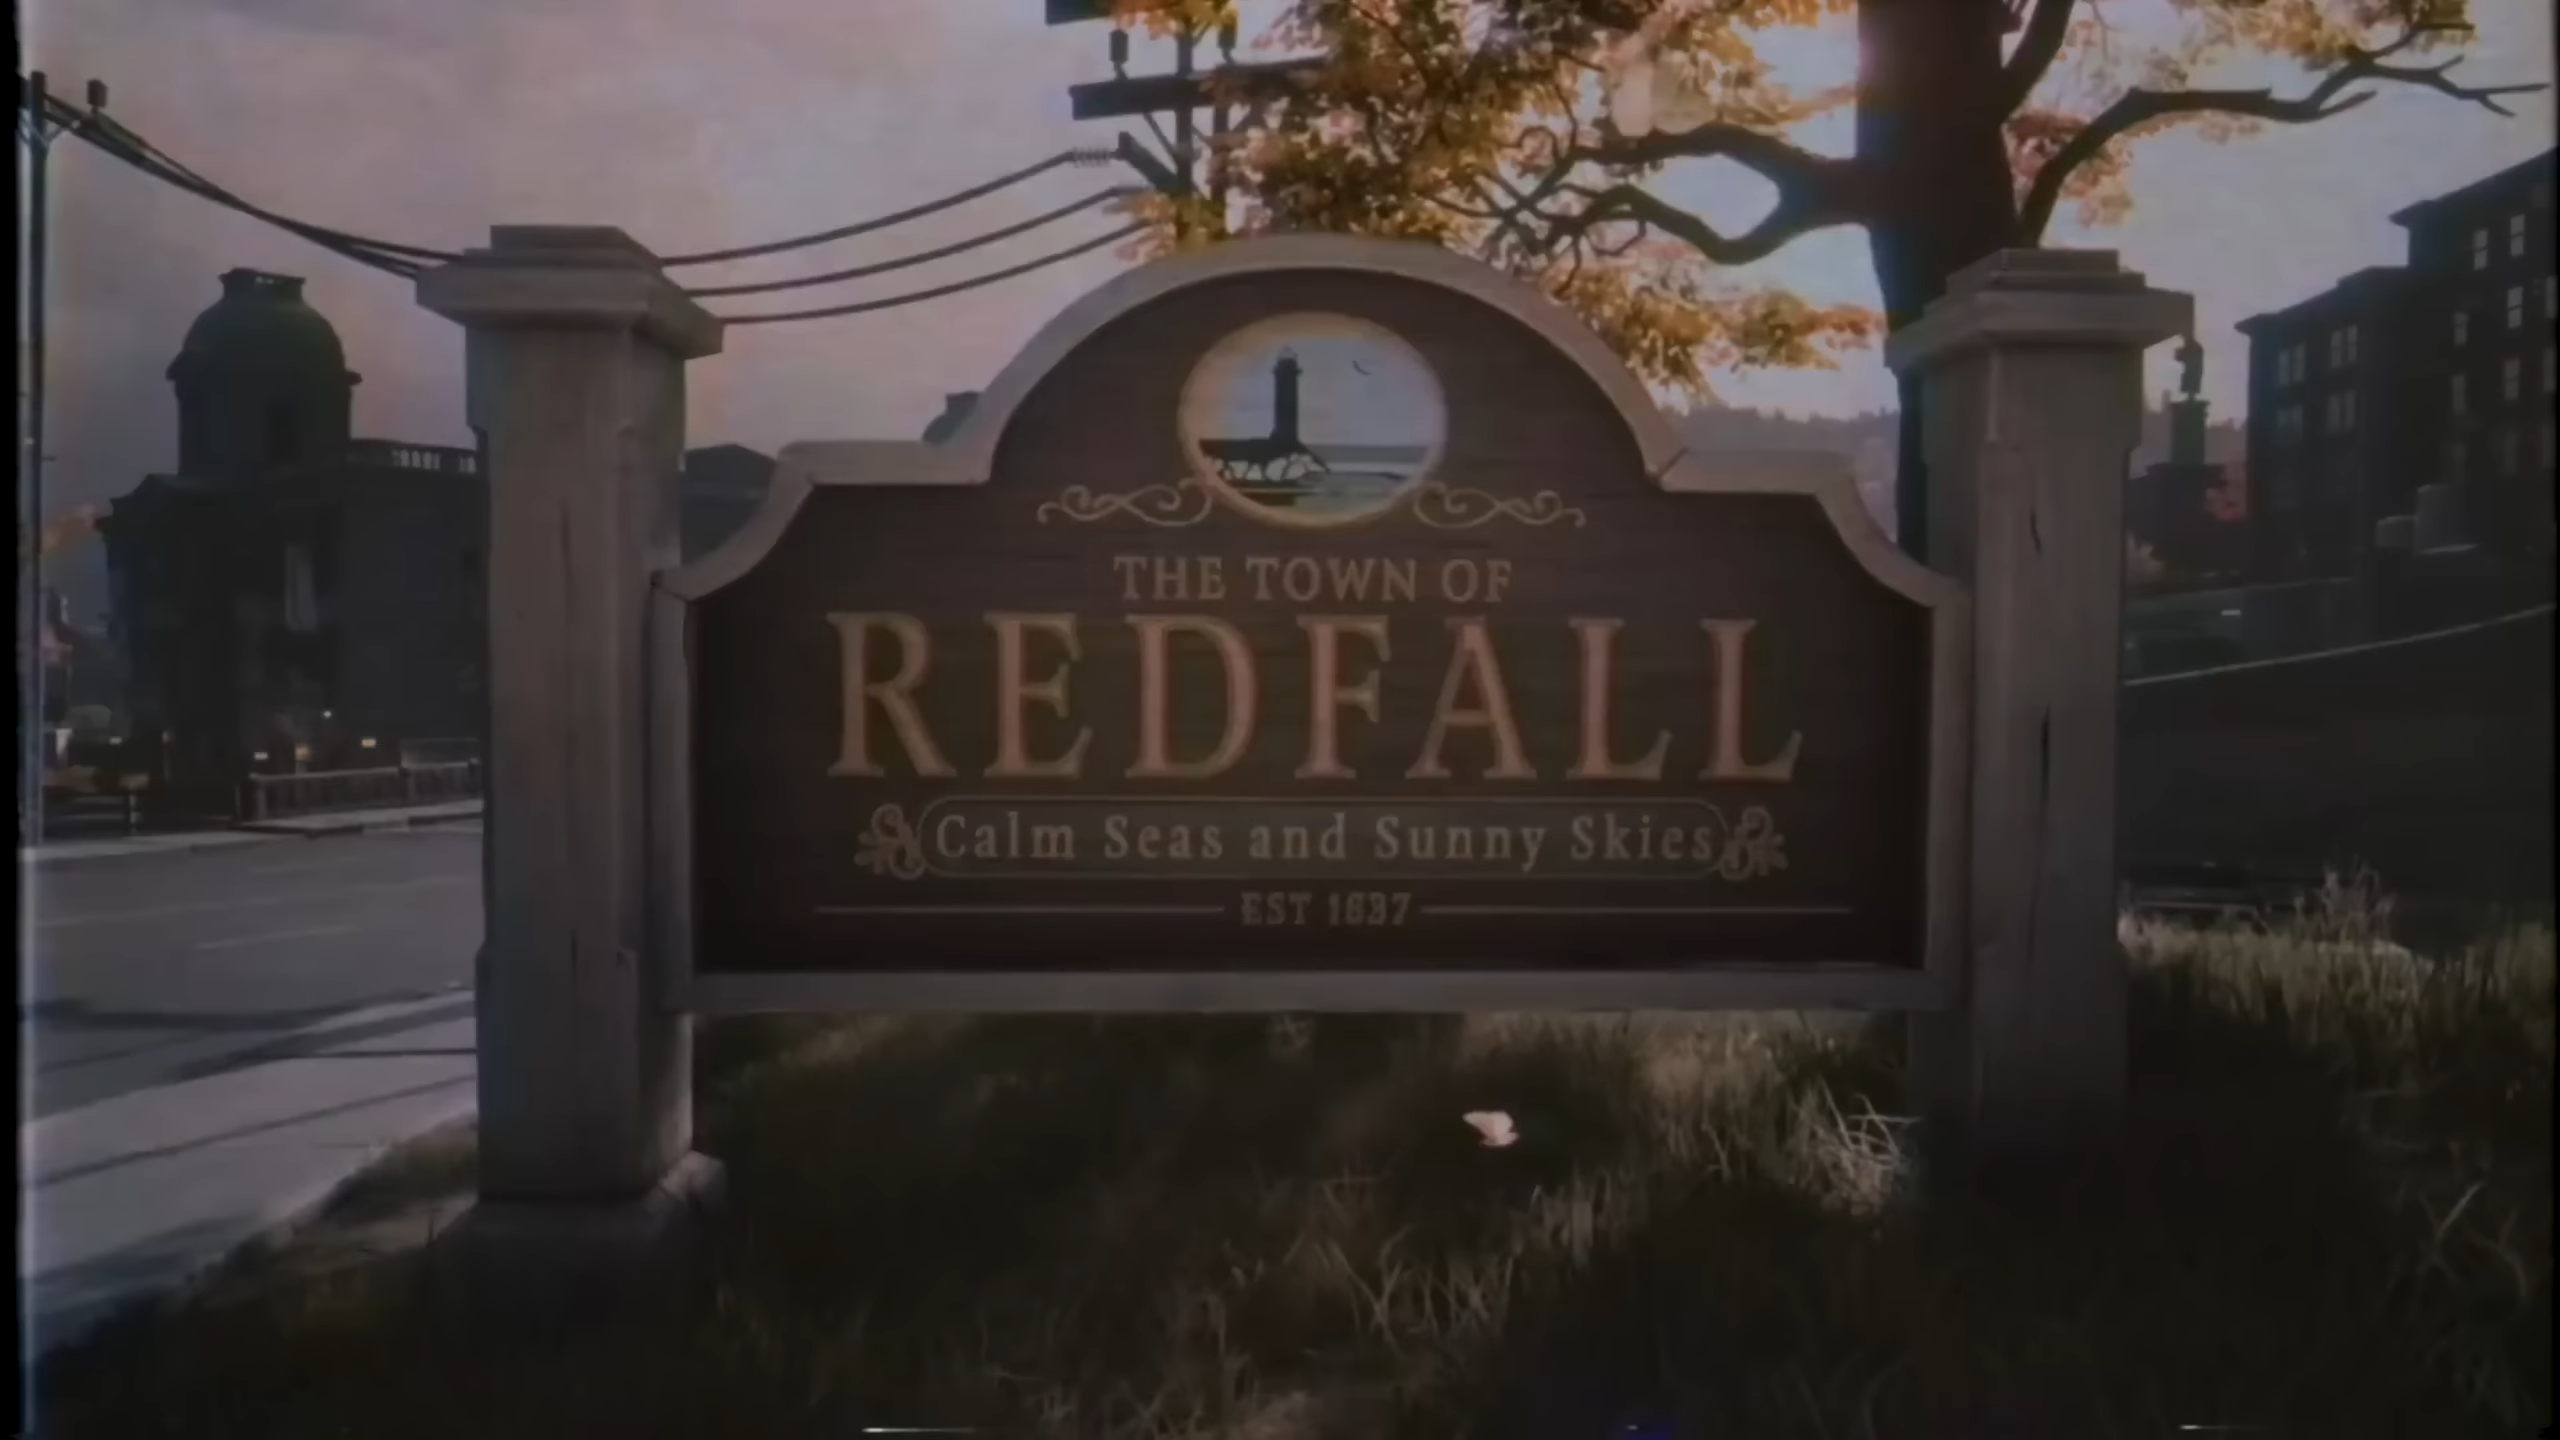 THE TOWN OF
REDFALL
Calm Seas and Sunny Skies
EST 1637